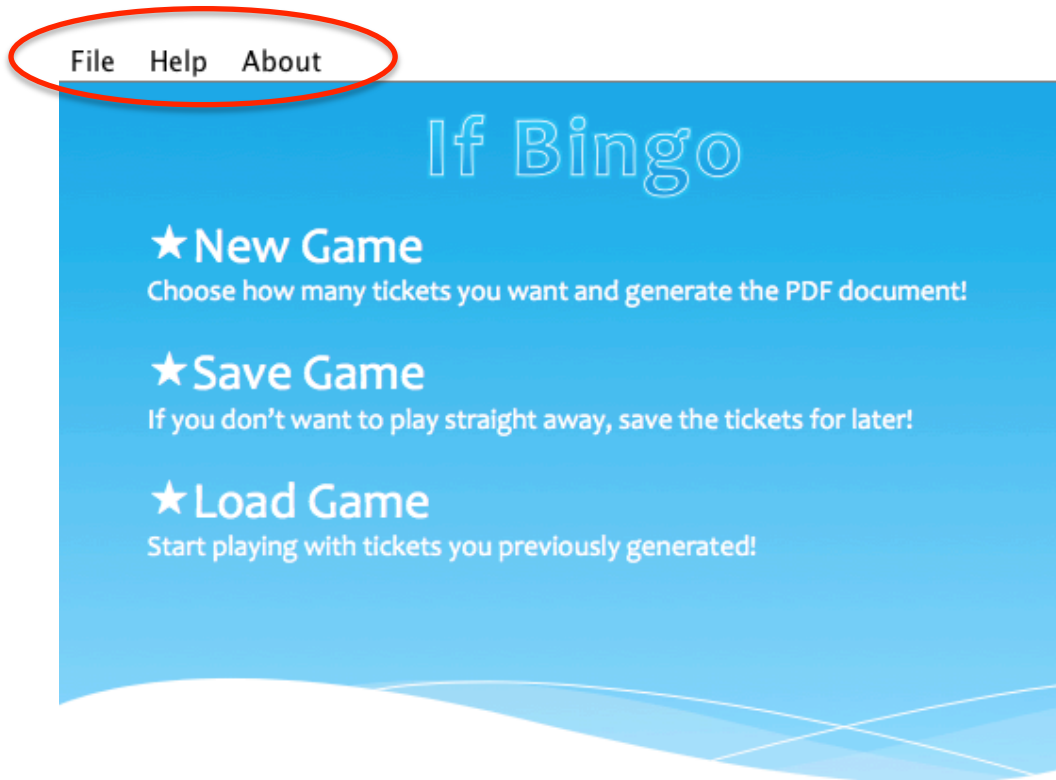 File Help About
If Bingo
★New Game
Choose how many tickets you want and generate the PDF document!
★Save Game
If you don’t want to play straight away, save the tickets for later!
★Load Game
Start playing with tickets you previously generated!